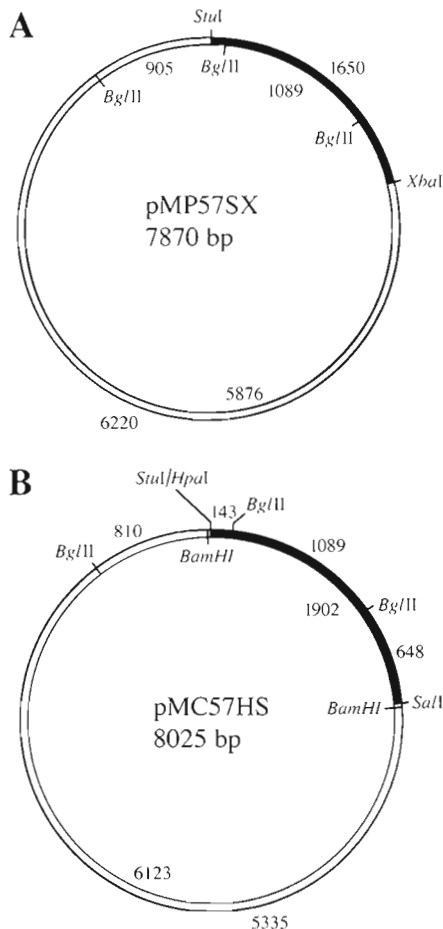 A
StuI
905
BglII
1650
1089
BglII
BglII
XbaI
pMP57SX
7870 bp
5876
6220
B
StuI/HpaI
143
BglII
810
BglII
BamHI
1089
1902
BglII
648
BamHI
SalI
pMC57HS
8025 bp
6123
5335